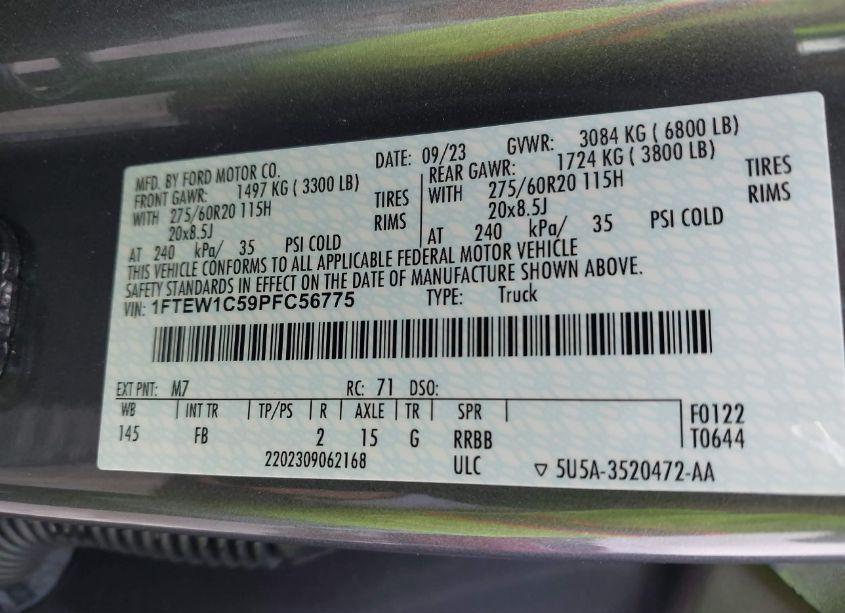 MFD. BY FORD MOTOR CO. DATE: 09/23 GVWR: 3084 KG ( 6800 LB)
FRONT GAWR: 1497 KG ( 3300 LB) REAR GAWR: 1724 KG ( 3800 LB)
WITH 275/60R20 115H TIRES WITH 275/60R20 115H TIRES
20x8.5J RIMS 20x8.5J RIMS
AT 240 kPa/ 35 PSI COLD AT 240 kPa/ 35 PSI COLD
THIS VEHICLE CONFORMS TO ALL APPLICABLE FEDERAL MOTOR VEHICLE
SAFETY STANDARDS IN EFFECT ON THE DATE OF MANUFACTURE SHOWN ABOVE.
VIN: 1FTEW1C59PFC56775 TYPE: Truck
EXT PNT: M7 RC: 71 DSO:
WB INT TR TP/PS R AXLE TR SPR F0122
145 FB 2 15 G RRBB T0644
2202309062168 ULC ▽ 5U5A-3520472-AA